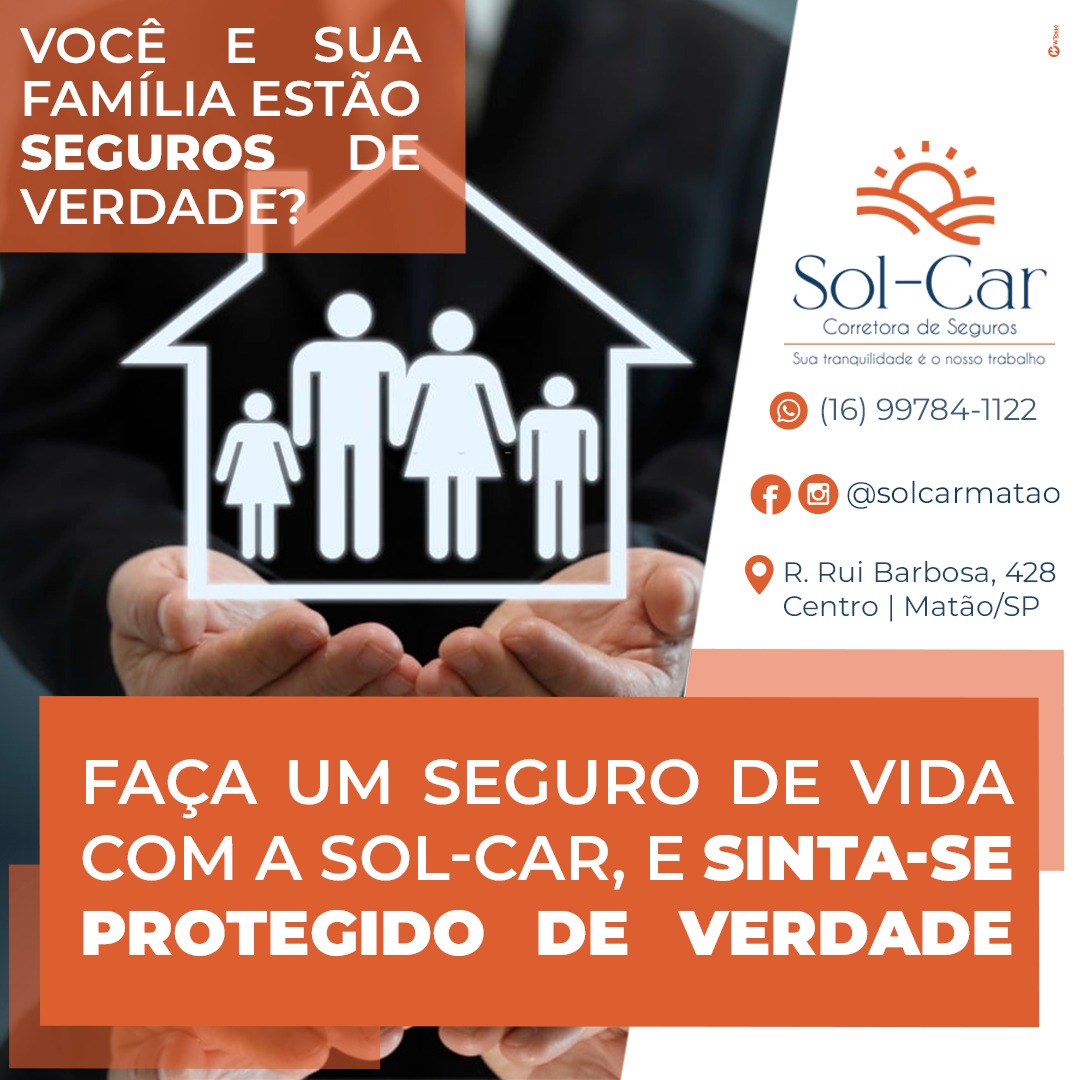 VOCÊ E SUA
FAMÍLIA ESTÃO
SEGUROS DE
VERDADE?
Sol-Car
Corretora de Seguros
Sua tranquilidade é o nosso trabalho
(16) 99784-1122
@solcarmatao
R. Rui Barbosa, 428
Centro | Matão/SP
FAÇA UM SEGURO DE VIDA
COM A SOL-CAR, E SINTA-SE
PROTEGIDO DE VERDADE